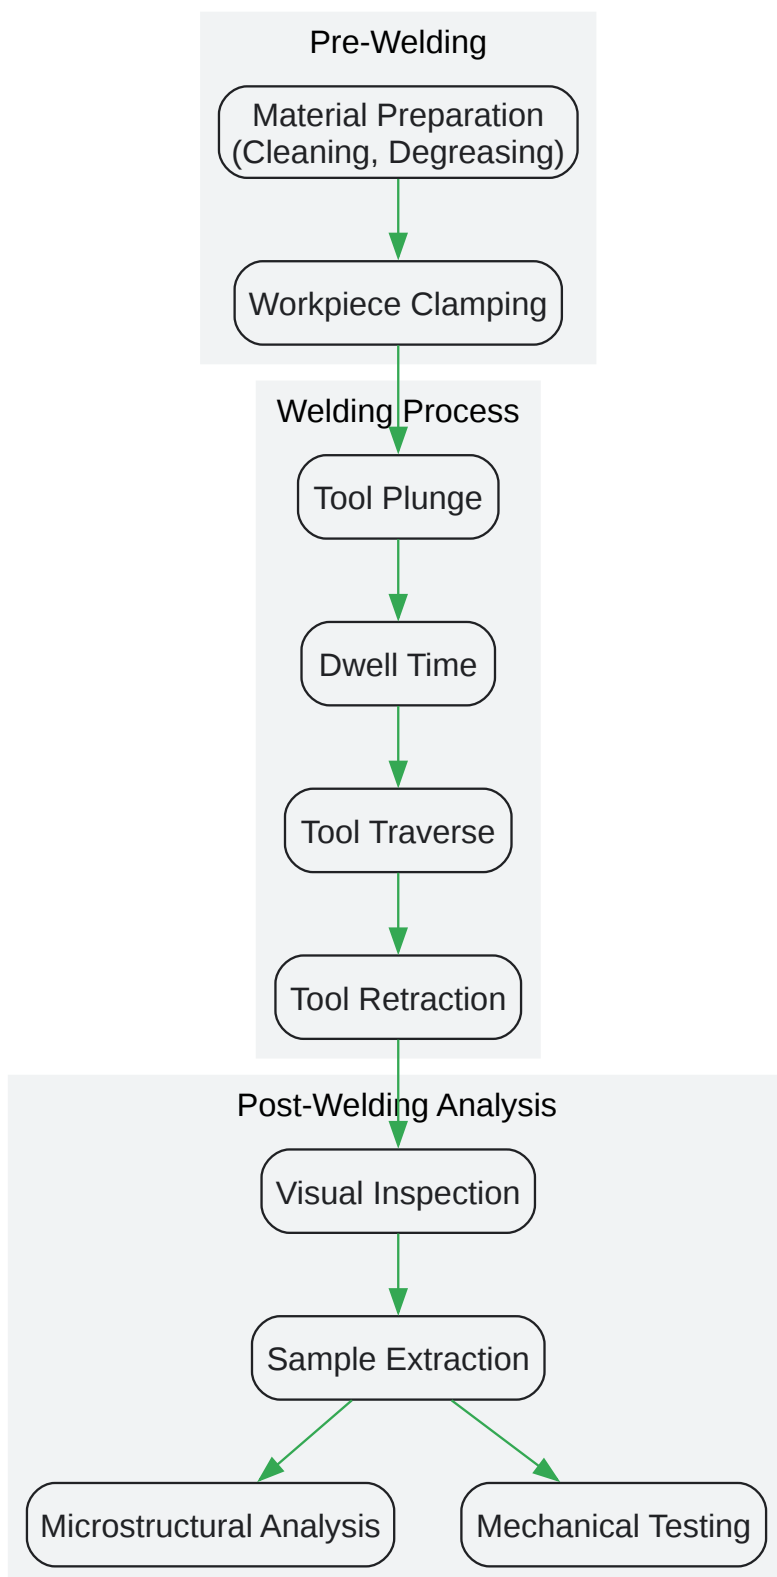 Pre-Welding
Material Preparation
(Cleaning, Degreasing)
Workpiece Clamping
Welding Process
Tool Plunge
Dwell Time
Tool Traverse
Tool Retraction
Post-Welding Analysis
Visual Inspection
Sample Extraction
Microstructural Analysis
Mechanical Testing